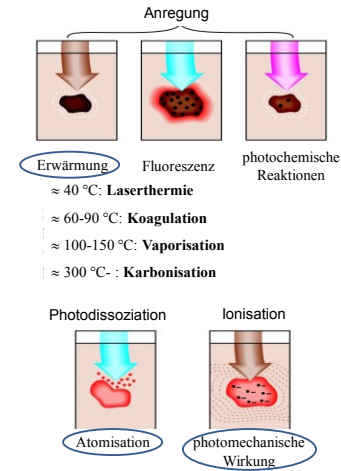 Anregung
Erwärmung
Fluoreszenz
photochemische
Reaktionen
≈ 40 °C: Laserthermie
≈ 60-90 °C: Koagulation
≈ 100-150 °C: Vaporisation
≈ 300 °C- : Karbonisation
Photodissoziation
Ionisation
Atomisation
photomechanische
Wirkung